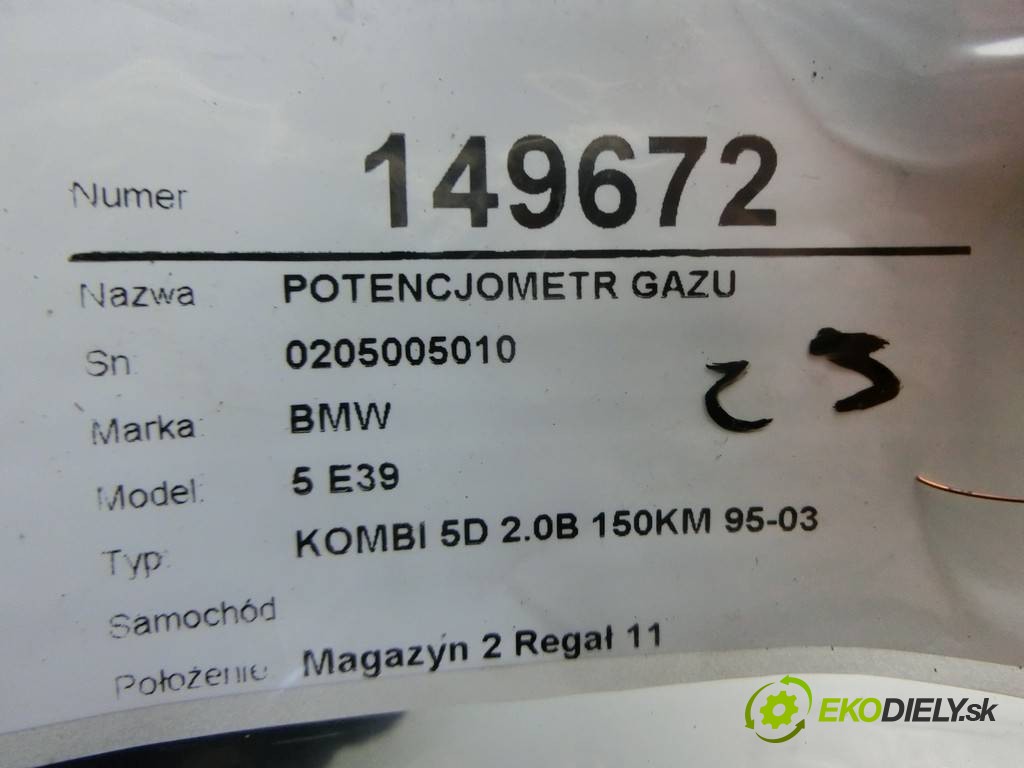 Numer 149672
Nazwa POTENCJOMETR GAZU
Sn: 0205005010
Marka: BMW
Model: 5 E39
Typ: KOMBI 5D 2.0B 150KM 95-03
Samochód
Położenie Magazyn 2 Regał 11
EKODIELY.sk